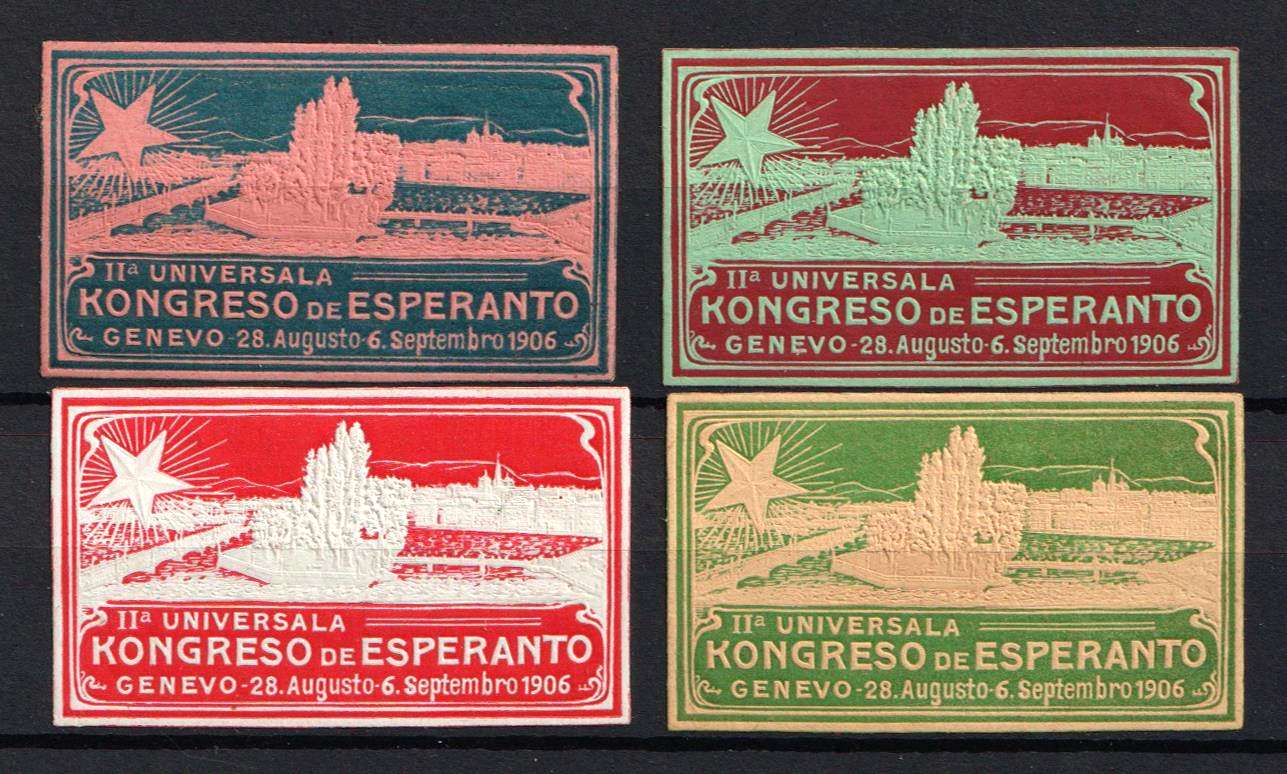 IIa UNIVERSALA
KONGRESO DE ESPERANTO
GENEVO - 28. Augusto - 6. Septembro 1906
IIa UNIVERSALA
KONGRESO DE ESPERANTO
GENEVO - 28. Augusto - 6. Septembro 1906
IIa UNIVERSALA
KONGRESO DE ESPERANTO
GENEVO - 28. Augusto - 6. Septembro 1906
IIa UNIVERSALA
KONGRESO DE ESPERANTO
GENEVO - 28. Augusto - 6. Septembro 1906